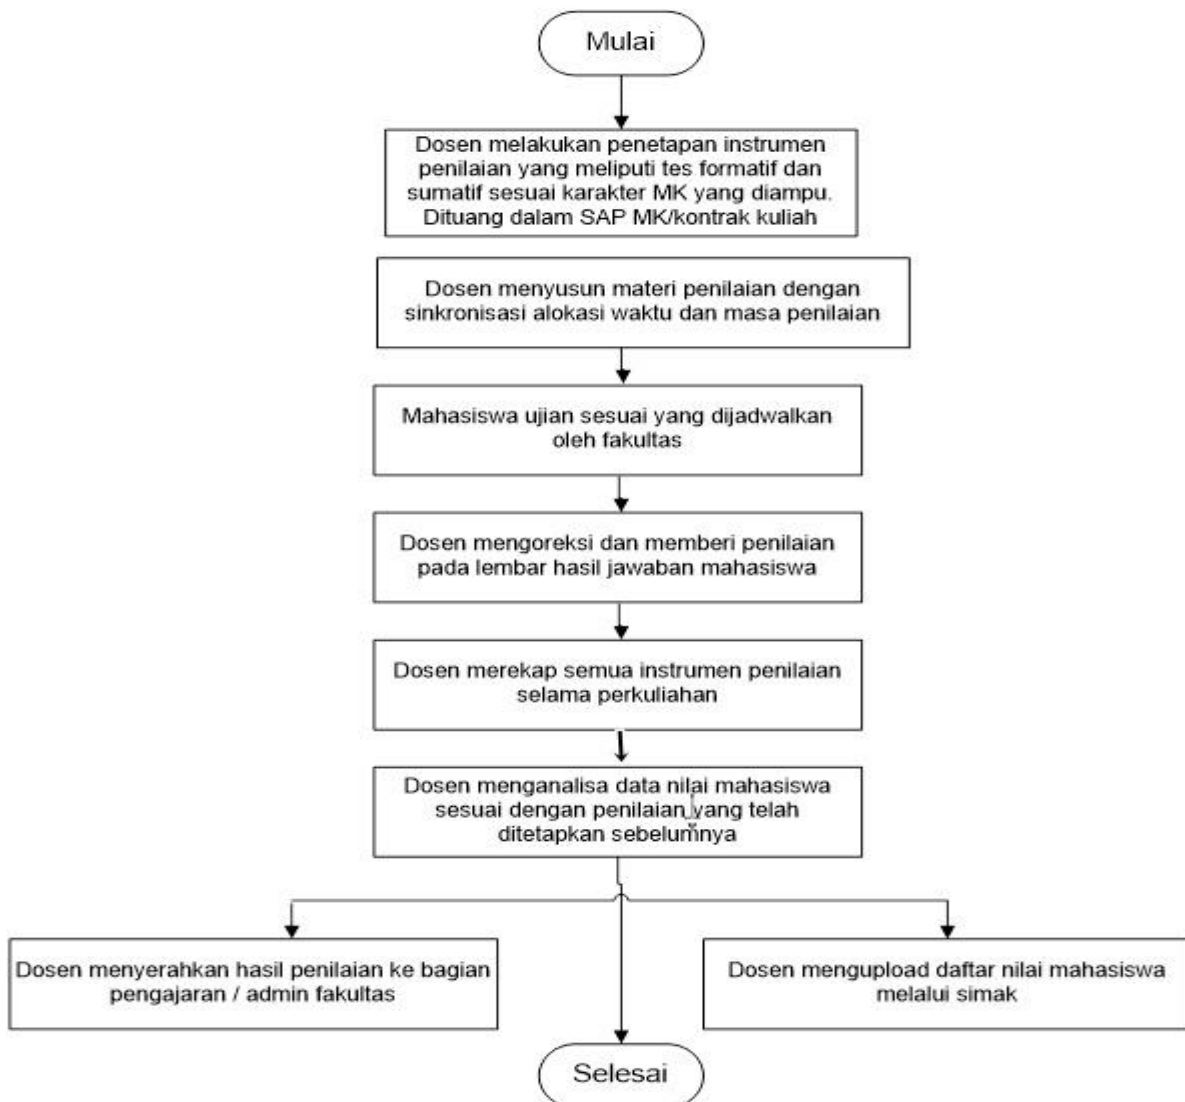 Mulai
Dosen melakukan penetapan instrumen
penilaian yang meliputi tes formatif dan
sumatif sesuai karakter MK yang diampu.
Dituang dalam SAP MK/kontrak kuliah
Dosen menyusun materi penilaian dengan
sinkronisasi alokasi waktu dan masa penilaian
Mahasiswa ujian sesuai yang dijadwalkan
oleh fakultas
Dosen mengoreksi dan memberi penilaian
pada lembar hasil jawaban mahasiswa
Dosen merekap semua instrumen penilaian
selama perkuliahan
Dosen menganalisa data nilai mahasiswa
sesuai dengan penilaian yang telah
ditetapkan sebelumnya
Dosen menyerahkan hasil penilaian ke bagian
pengajaran / admin fakultas
Dosen mengupload daftar nilai mahasiswa
melalui simak
Selesai